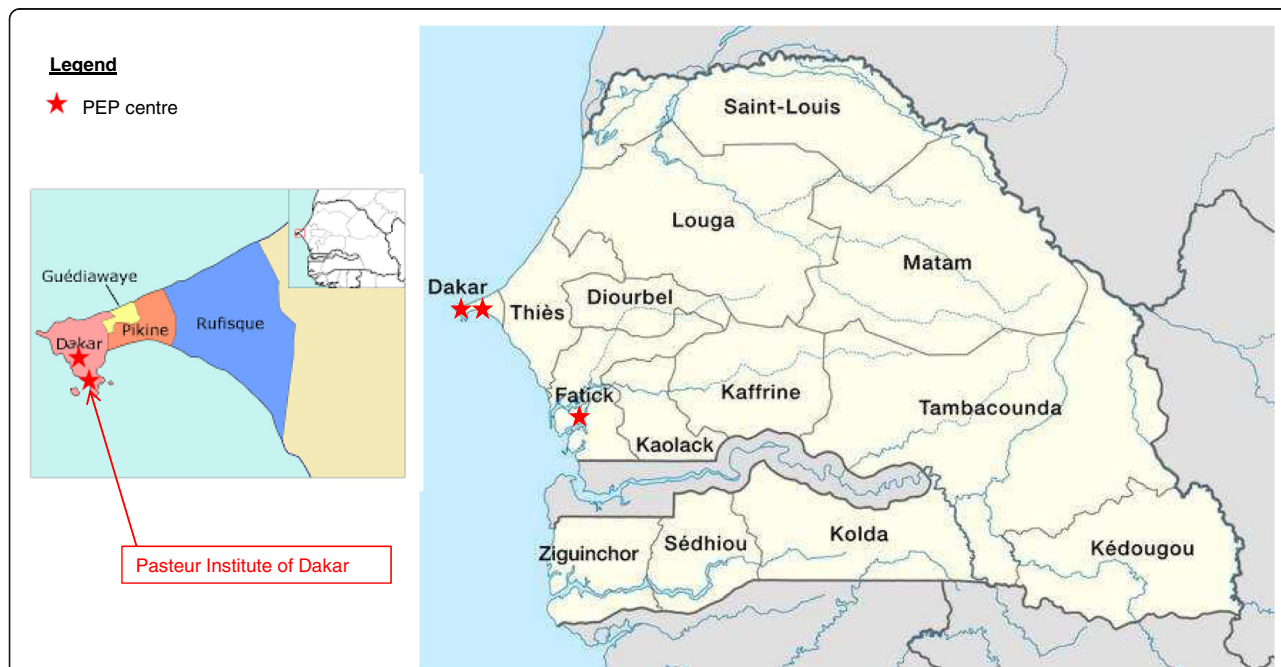 Legend
PEP centre
Guédiawaye
Pikine
Rufisque
Dakar
Pasteur Institute of Dakar
Saint-Louis
Louga
Matam
Dakar
Thiès
Diourbel
Fatick
Kaffrine
Tambacounda
Kaolack
Ziguinchor
Sédhiou
Kolda
Kédougou